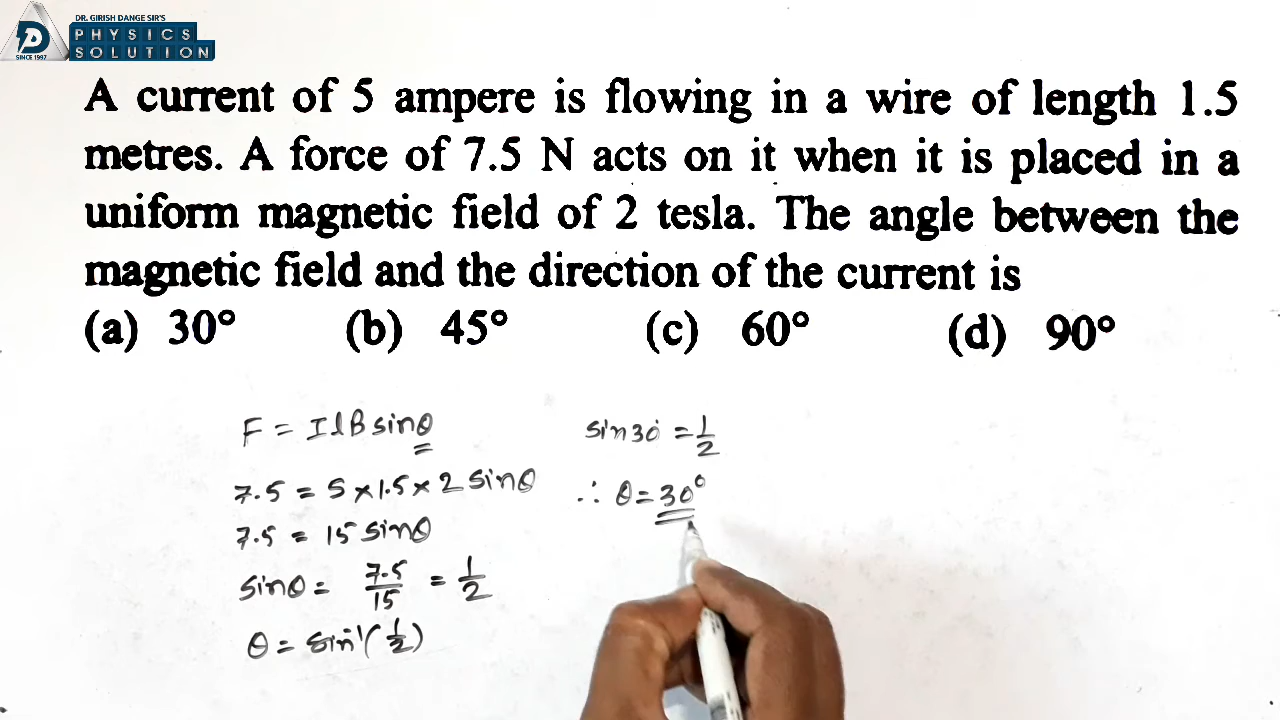 DR. GIRISH DANGE SIR'S
PHYSICS
SOLUTION
SINCE 1997
A current of 5 ampere is flowing in a wire of length 1.5
metres. A force of 7.5 N acts on it when it is placed in a
uniform magnetic field of 2 tesla. The angle between the
magnetic field and the direction of the current is
(a) 30° (b) 45° (c) 60° (d) 90°
F = IlB sinθ
7.5 = 5 × 1.5 × 2 sinθ
7.5 = 15 sinθ
sinθ = 7.5/15 = 1/2
θ = sin⁻¹(1/2)
sin30° = 1/2
∴ θ = 30°